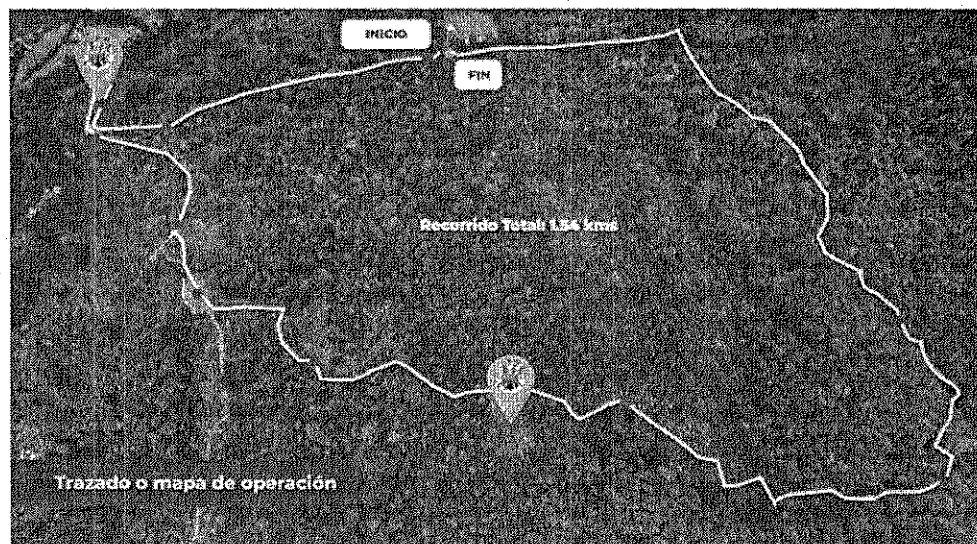 INICIO
FIN
Recorrido Total: 1.54 kms
Trazado o mapa de operación